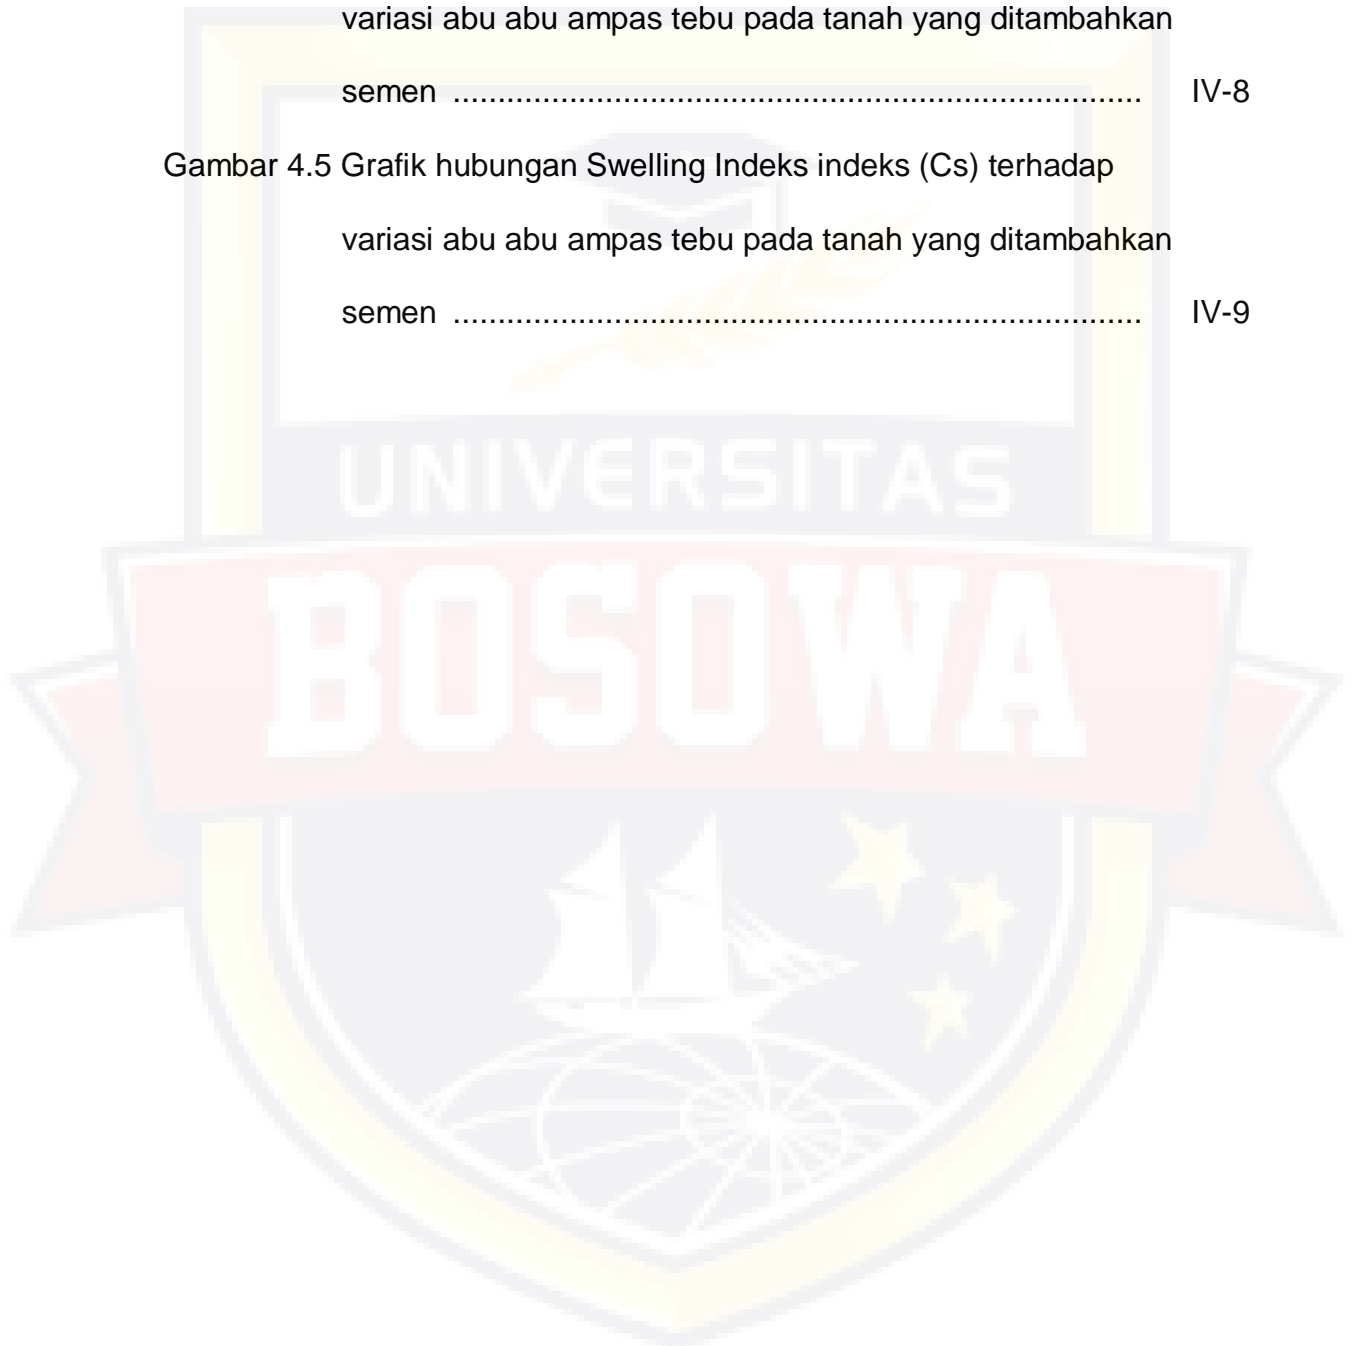 variasi abu abu ampas tebu pada tanah yang ditambahkan
semen ............................................................................. IV-8
Gambar 4.5 Grafik hubungan Swelling Indeks indeks (Cs) terhadap
variasi abu abu ampas tebu pada tanah yang ditambahkan
semen ............................................................................. IV-9
UNIVERSITAS
BOSOWA